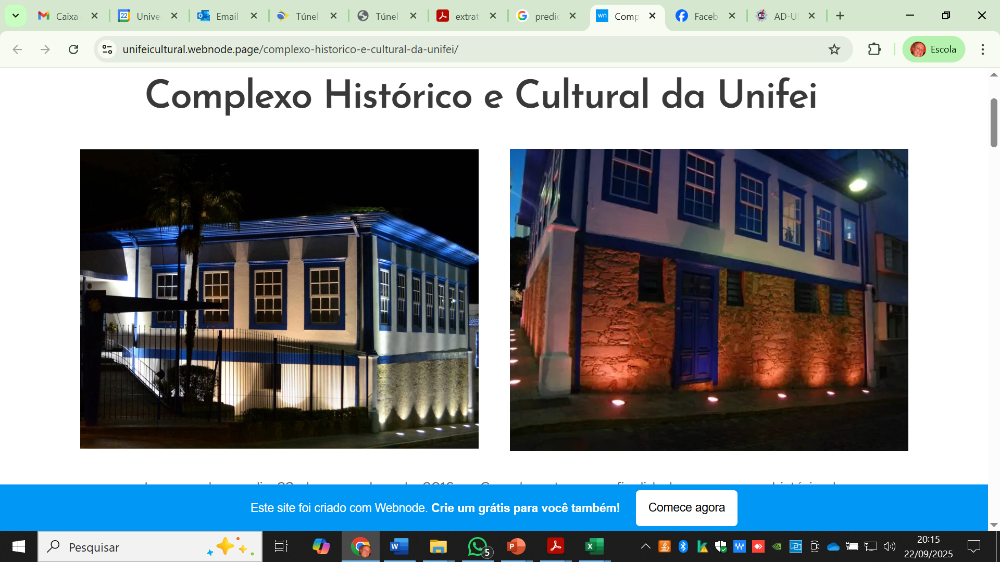 Caixa
22
Unive
Email
Túnel
Túnel
extrat
predic
wn
Comp
Faceb
AD-U
unifeicultural.webnode.page/complexo-historico-e-cultural-da-unifei/
Escola
Complexo Histórico e Cultural da Unifei
Este site foi criado com Webnode. Crie um grátis para você também!
Comece agora
Pesquisar
5
20:15
22/09/2025